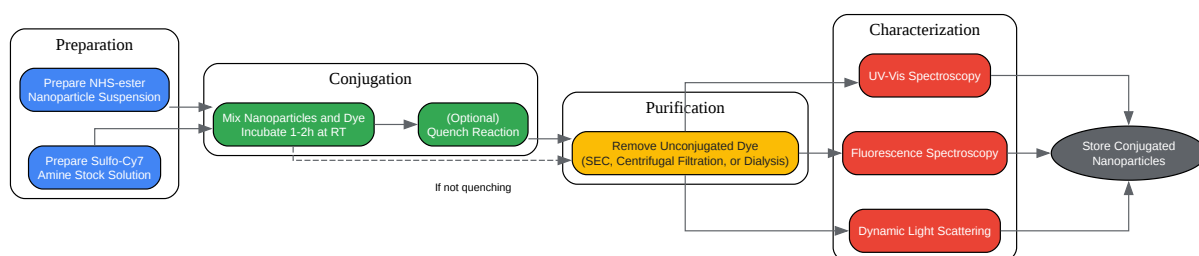 Preparation
Prepare NHS-ester
Nanoparticle Suspension
Prepare Sulfo-Cy7
Amine Stock Solution
Conjugation
Mix Nanoparticles and Dye
Incubate 1-2h at RT
(Optional)
Quench Reaction
If not quenching
Purification
Remove Unconjugated Dye
(SEC, Centrifugal Filtration, or Dialysis)
Characterization
UV-Vis Spectroscopy
Fluorescence Spectroscopy
Dynamic Light Scattering
Store Conjugated
Nanoparticles